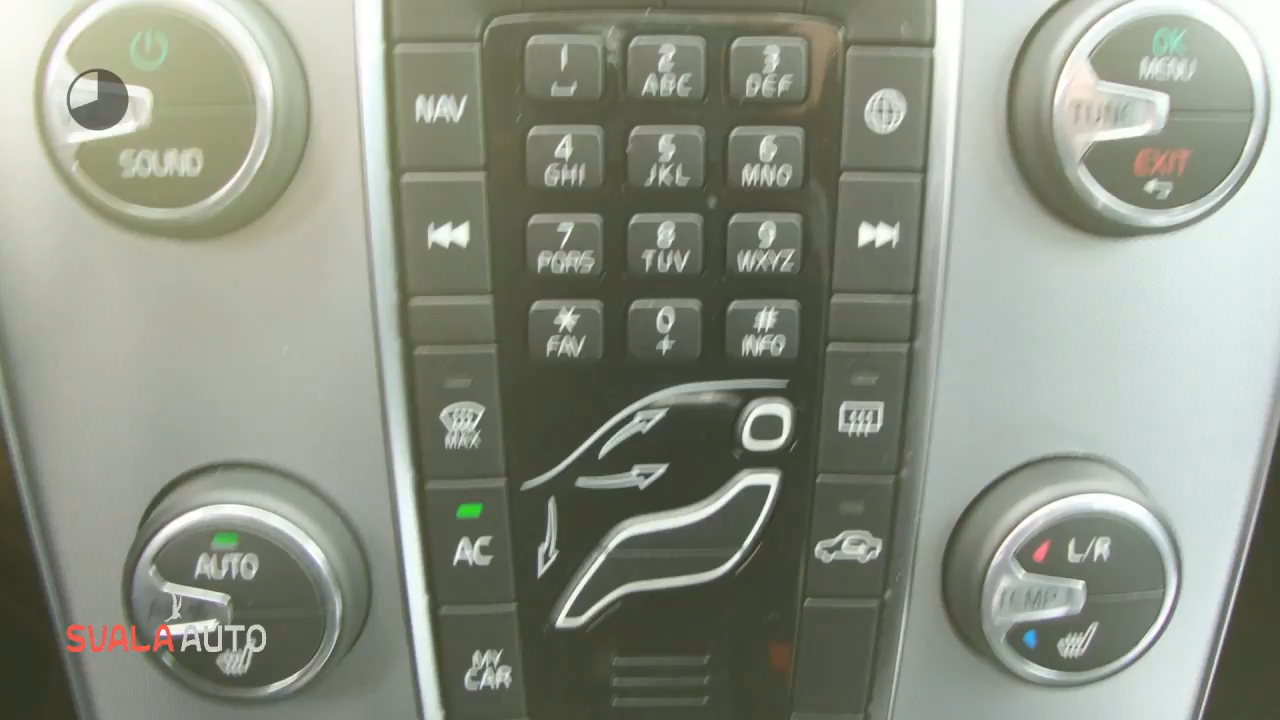 SOUND
NAV
1
2
ABC
3
DEF
OK
MENU
TUNE
EXIT
4
GHI
5
JKL
6
MNO
7
PQRS
8
TUV
9
WXYZ
*
FAV
0
+
#
INFO
MAX
AUTO
AC
L/R
TEMP
MY
CAR
SVALA AUTO